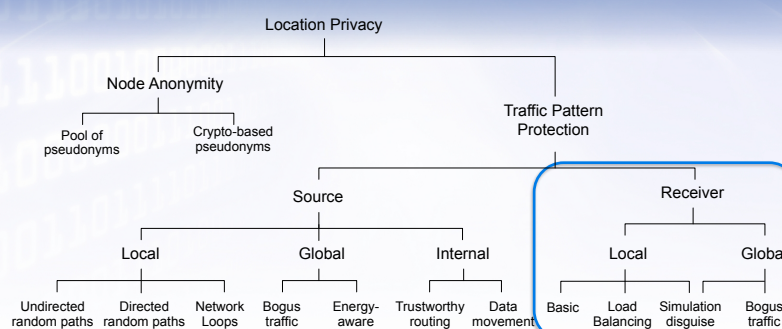 Location Privacy
Node Anonymity
Traffic Pattern
Protection
Pool of
pseudonyms
Crypto-based
pseudonyms
Source
Receiver
Local
Global
Internal
Local
Globa
Undirected
random paths
Directed
random paths
Network
Loops
Bogus
traffic
Energy-
aware
Trustworthy
routing
Data
movement
Basic
Load
Balancing
Simulation
disguise
Bogus
traffic